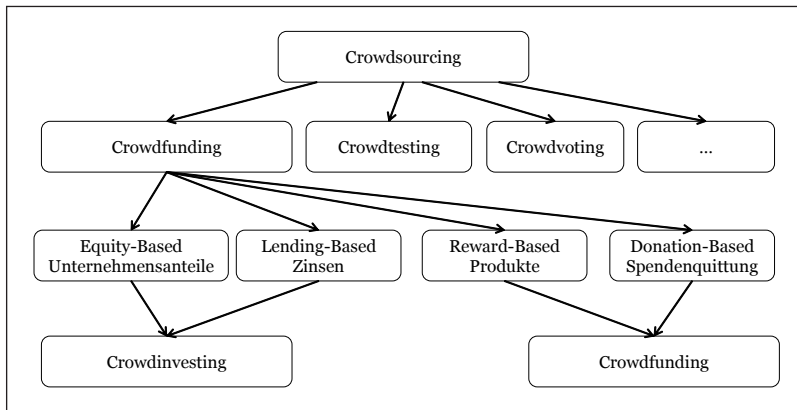 Crowdsourcing
Crowdfunding
Crowdtesting
Crowdvoting
...
Equity-Based
Unternehmensanteile
Lending-Based
Zinsen
Reward-Based
Produkte
Donation-Based
Spendenquittung
Crowdinvesting
Crowdfunding